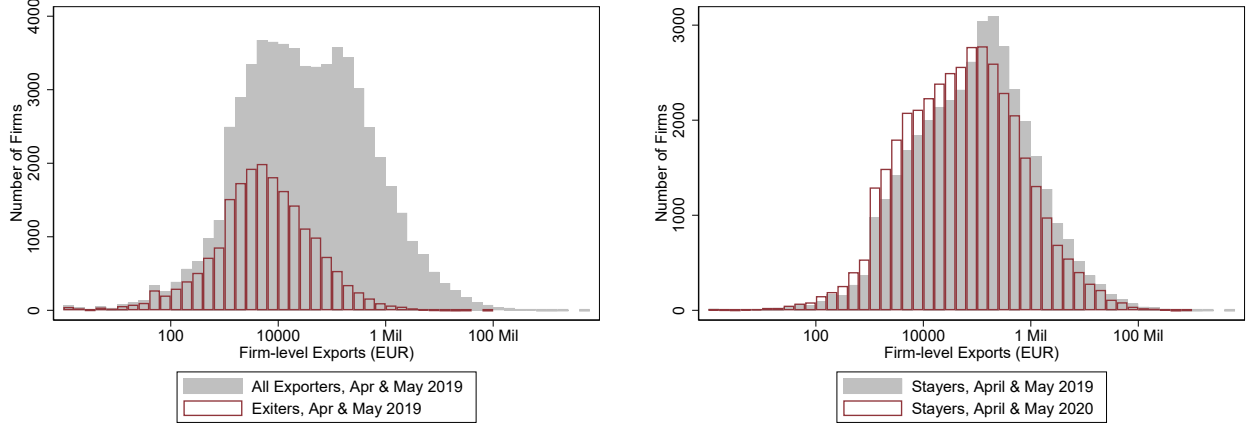 4000
3000
2000
1000
0
Number of Firms
100
10000
1 Mil
100 Mil
Firm-level Exports (EUR)
All Exporters, Apr & May 2019
Exiters, Apr & May 2019
3000
2000
1000
0
Number of Firms
100
10000
1 Mil
100 Mil
Firm-level Exports (EUR)
Stayers, April & May 2019
Stayers, April & May 2020